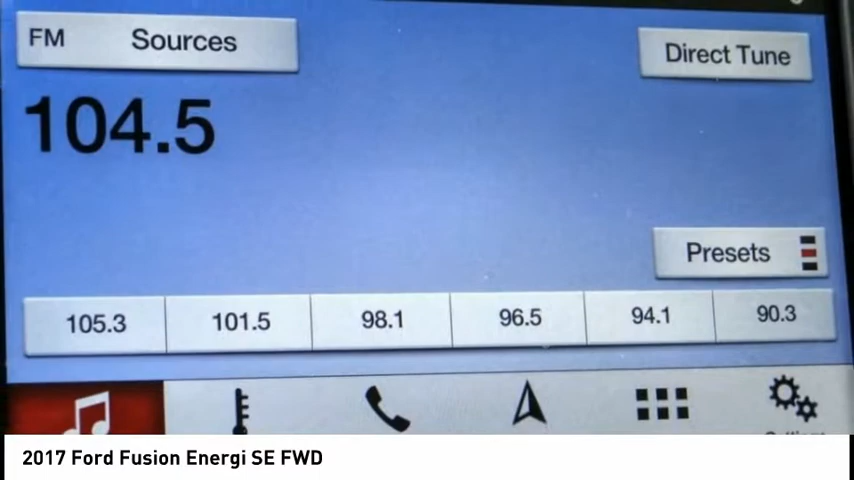 FM Sources
Direct Tune
104.5
Presets
105.3 101.5 98.1 96.5 94.1 90.3
2017 Ford Fusion Energi SE FWD